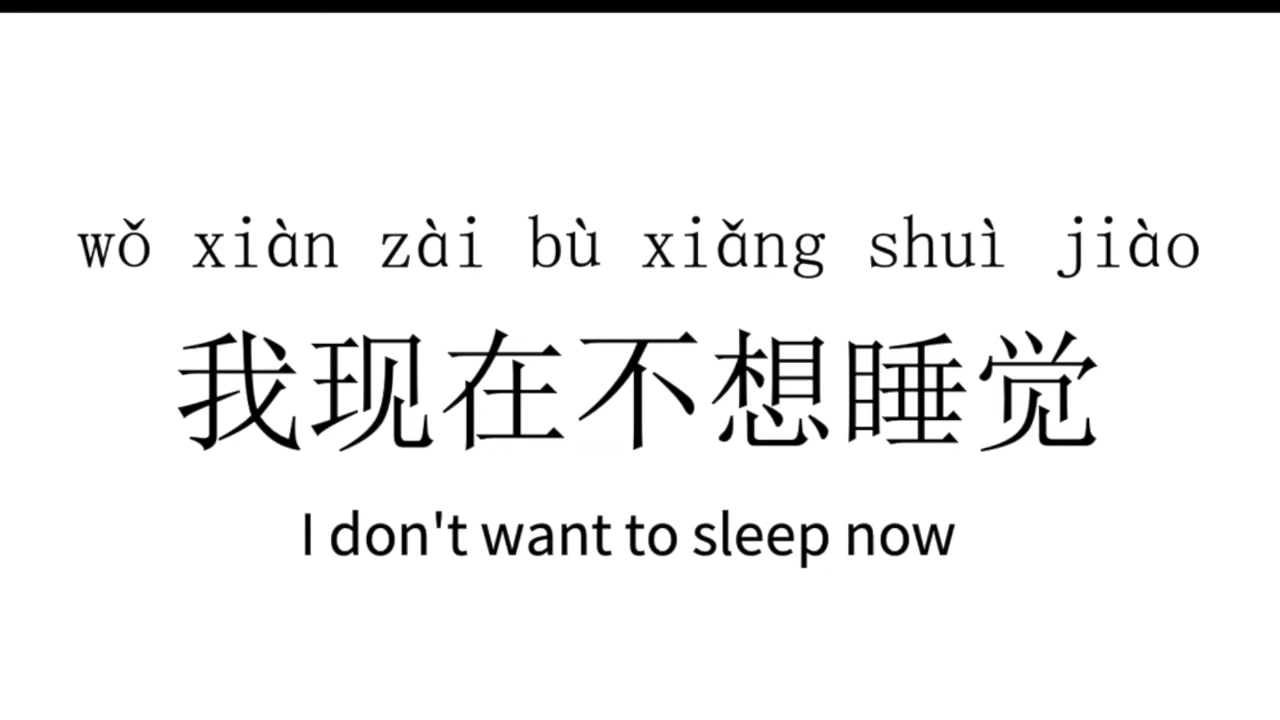 wǒ xiàn zài bù xiǎng shuì jiào
我现在不想睡觉
I don't want to sleep now